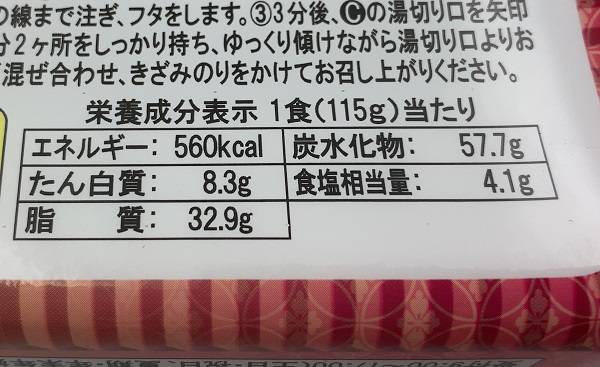 の線まで注ぎ、フタをします。③3分後、Ⓒの湯切り口を矢印
分2ヶ所をしっかり持ち、ゆっくり傾けながら湯切り口よりお
混ぜ合わせ、きざみのりをかけてお召し上がりください。
栄養成分表示 1食(115g)当たり
エネルギー: 560kcal 炭水化物: 57.7g
たん白質: 8.3g 食塩相当量: 4.1g
脂 質: 32.9g